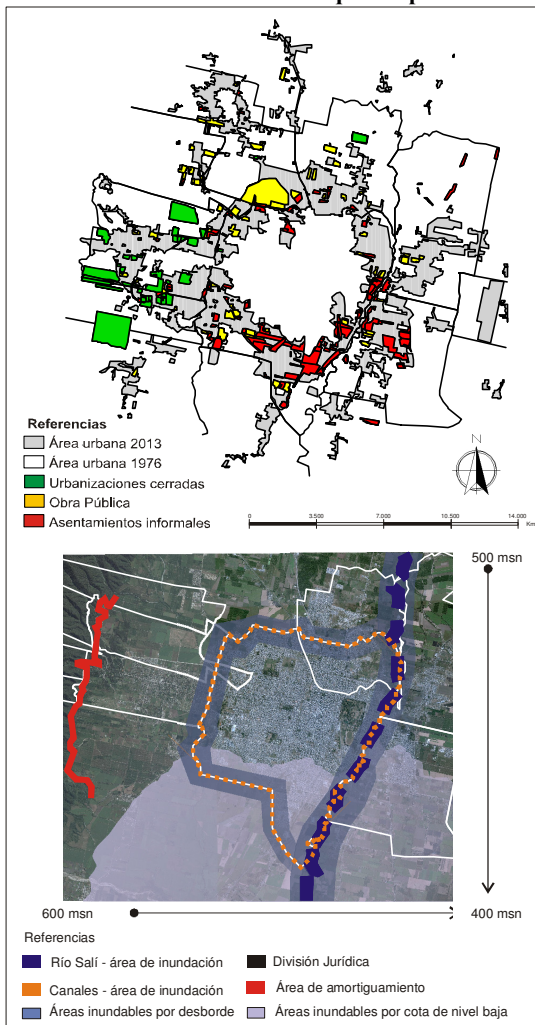 Referencias
Área urbana 2013
Área urbana 1976
Urbanizaciones cerradas
Obra Pública
Asentamientos informales
N
0 3.500 7.000 10.500 14.000
Km
500 msn
600 msn 400 msn
Referencias
Río Salí - área de inundación División Jurídica
Canales - área de inundación Área de amortiguamiento
Áreas inundables por desborde Áreas inundables por cota de nivel baja